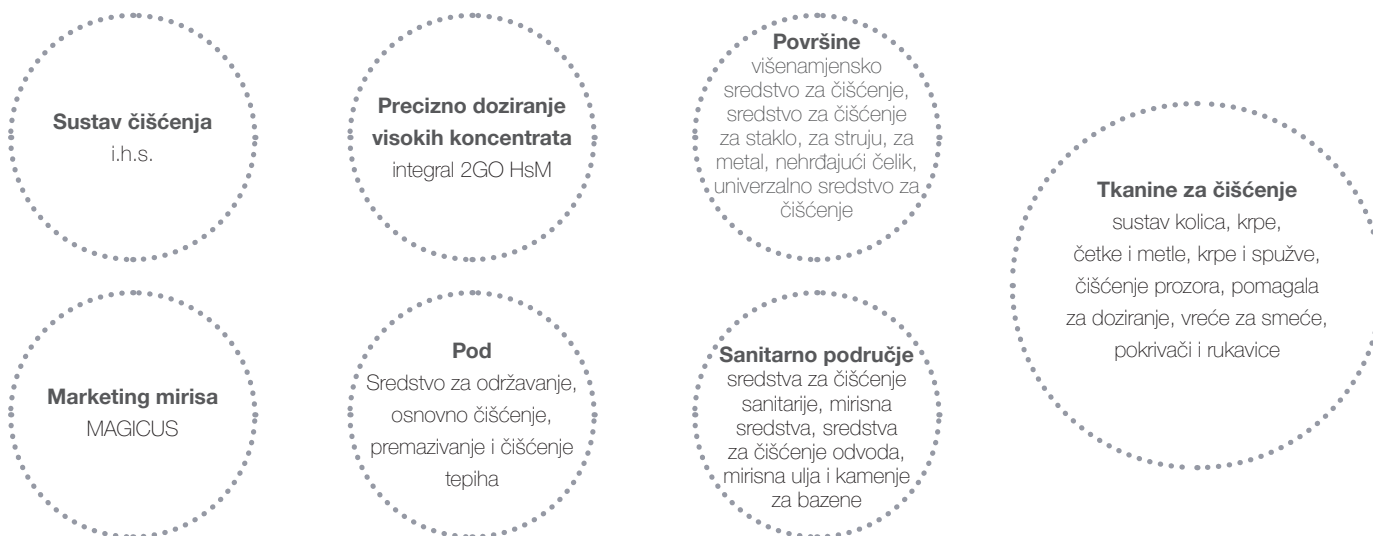 Sustav čišćenja
i.h.s.
Precizno doziranje
visokih koncentrata
integral 2GO HsM
Površine
višenamjensko
sredstvo za čišćenje,
sredstvo za čišćenje
za staklo, za struju, za
metal, nehrđajući čelik,
univerzalno sredstvo za
čišćenje
Tkanine za čišćenje
sustav kolica, krpe,
četke i metle, krpe i spužve,
čišćenje prozora, pomagala
za doziranje, vreće za smeće,
pokrivači i rukavice
Marketing mirisa
MAGICUS
Pod
Sredstvo za održavanje,
osnovno čišćenje,
premazivanje i čišćenje
tepiha
Sanitarno područje
sredstva za čišćenje
sanitarije, mirisna
sredstva, sredstva
za čišćenje odvoda,
mirisna ulja i kamenje
za bazene